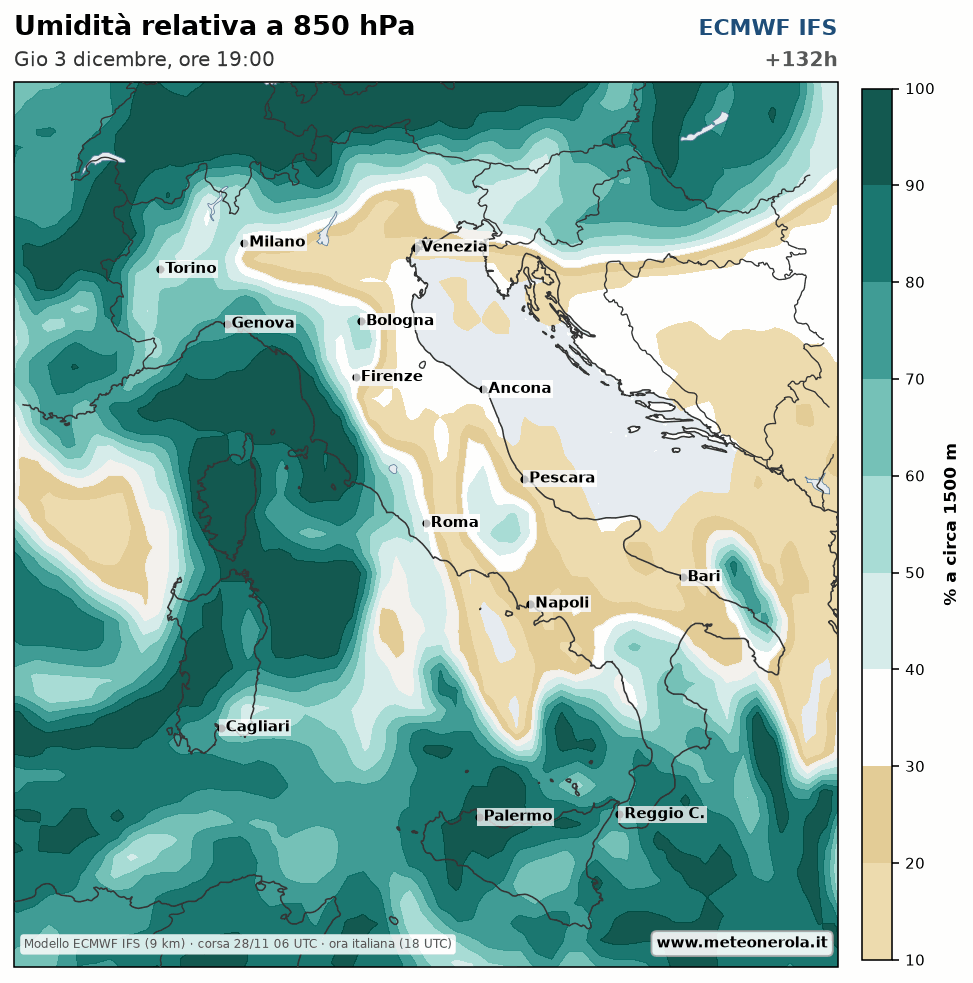 Umidità relativa a 850 hPa
ECMWF IFS
Gio 3 dicembre, ore 19:00
+132h
Milano
Venezia
Torino
Bologna
Genova
Firenze
Ancona
Pescara
Roma
Bari
Napoli
Cagliari
Palermo
Reggio C.
100
90
80
70
60
50
40
30
20
10
% a circa 1500 m
Modello ECMWF IFS (9 km) · corsa 28/11 06 UTC · ora italiana (18 UTC)
www.meteonerola.it